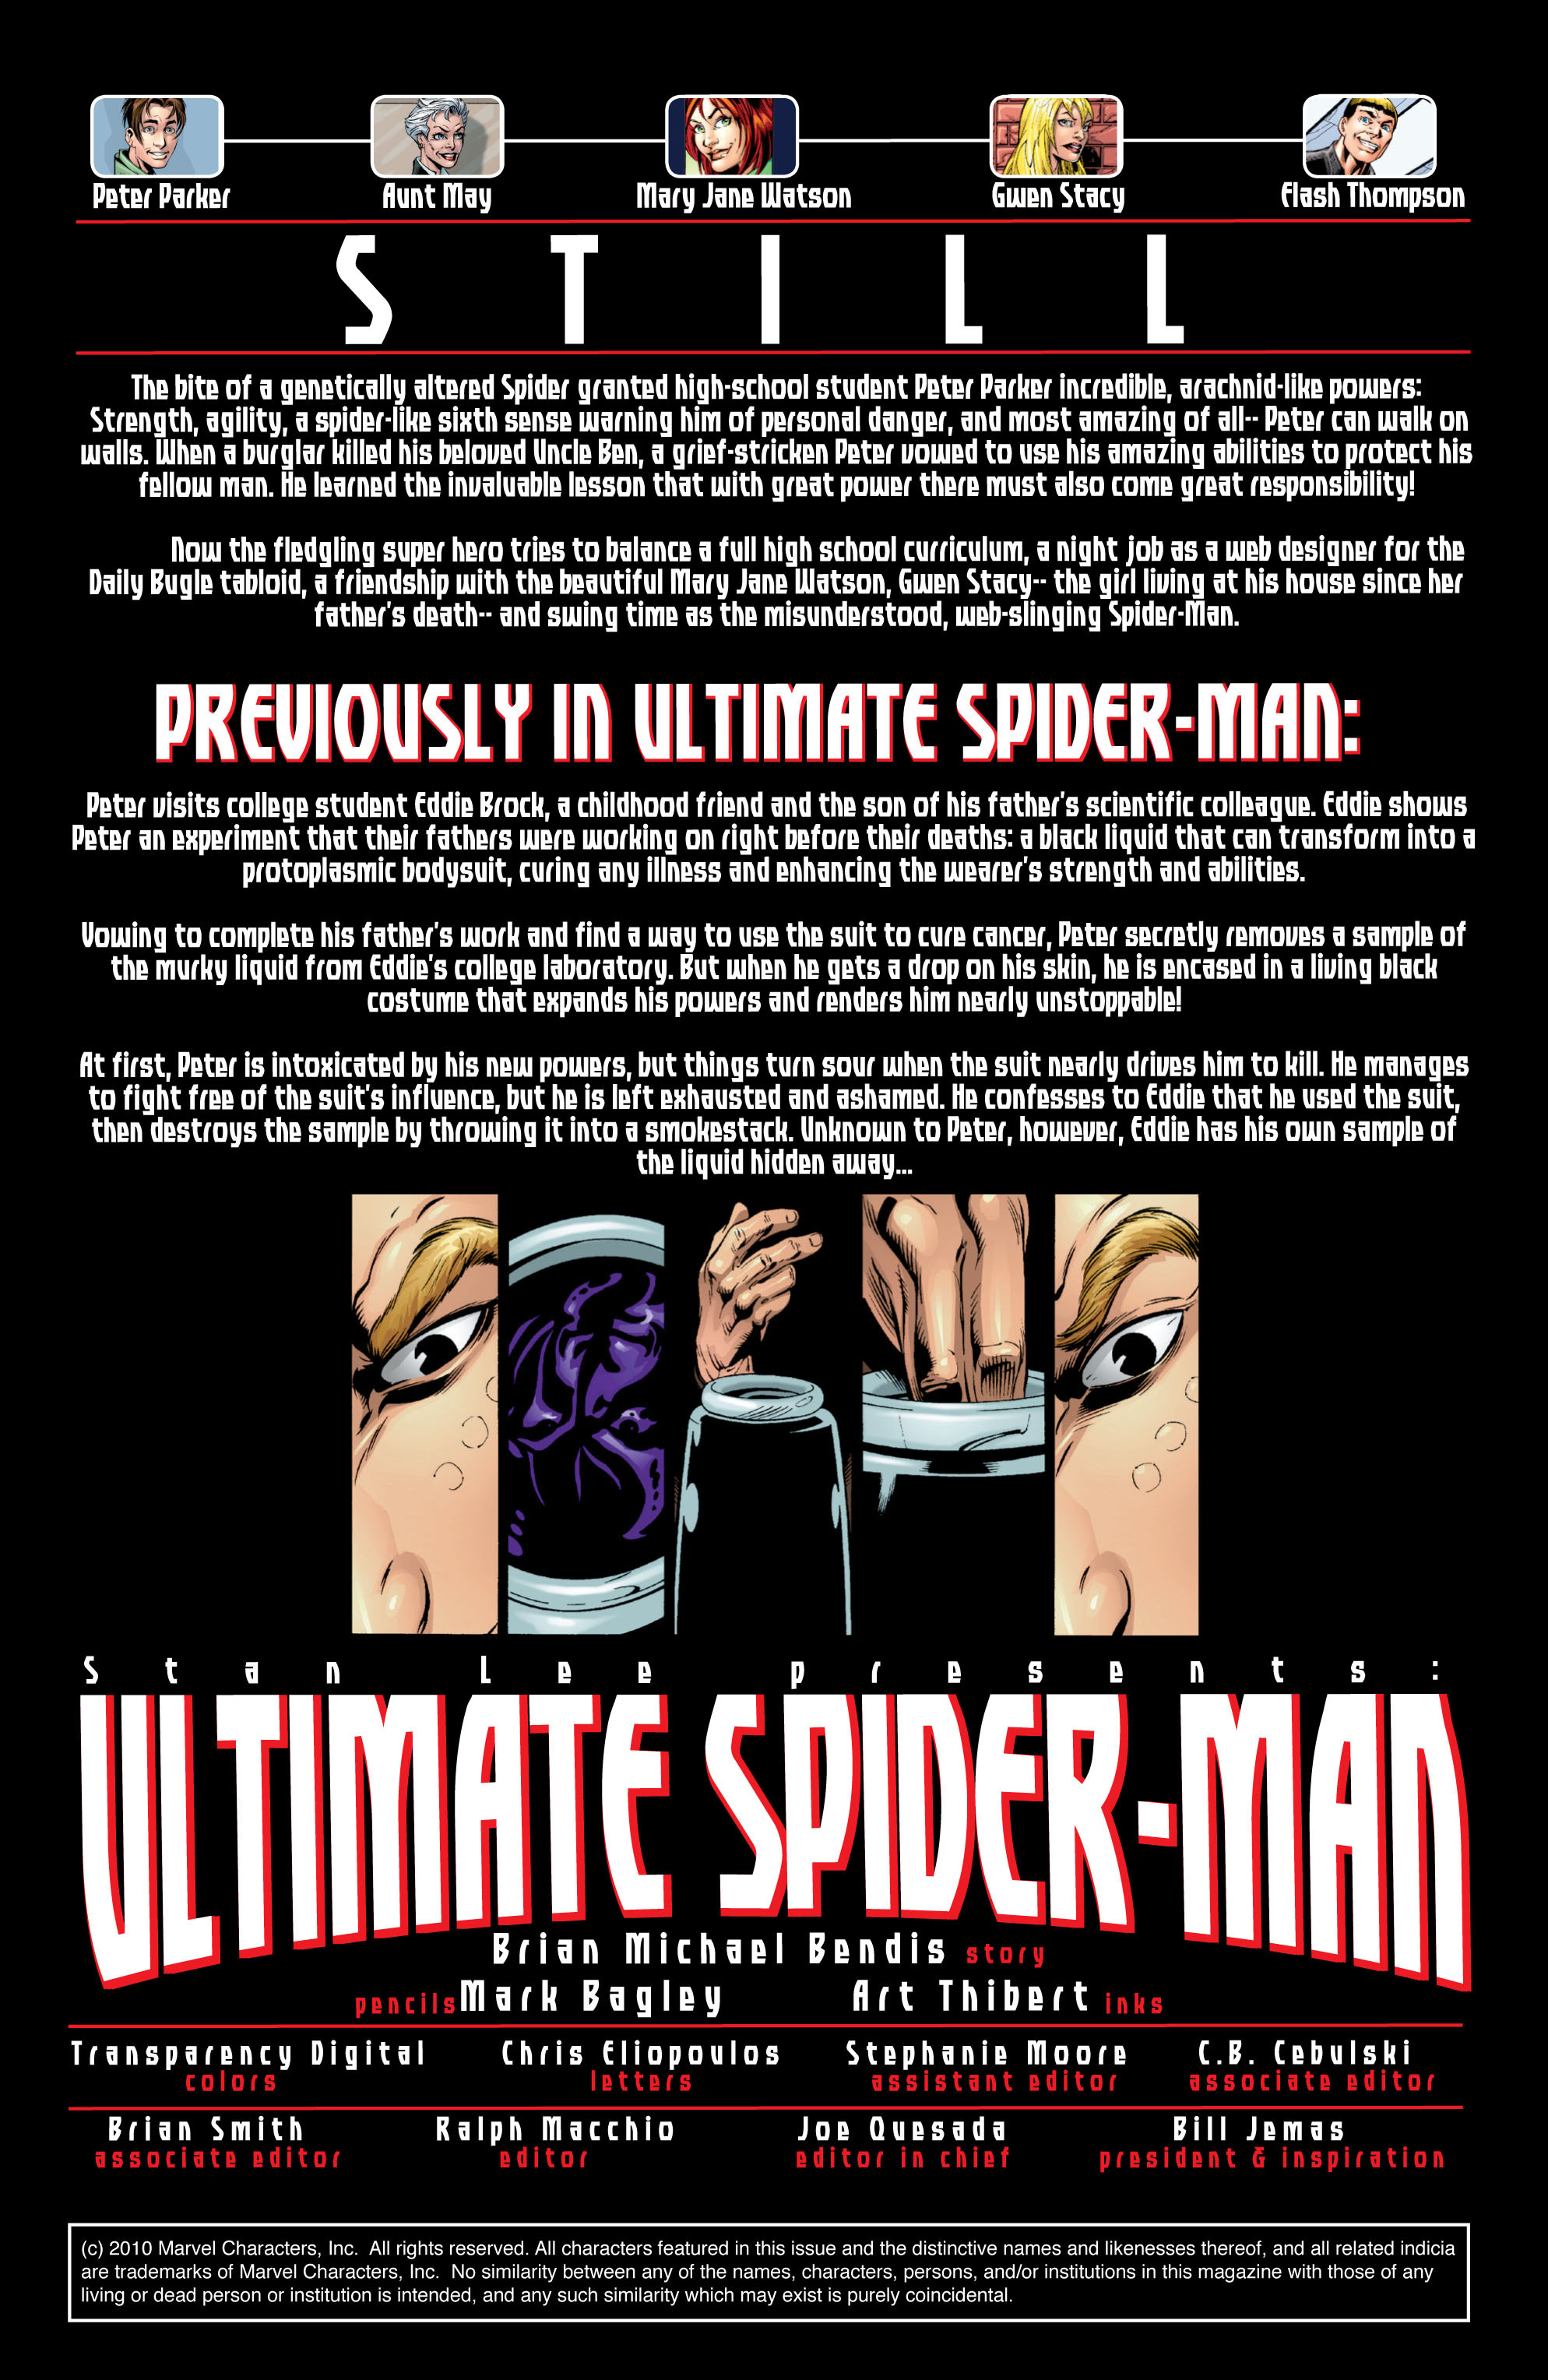 Peter Parker Aunt May Mary Jane Watson Gwen Stacy Flash Thompson
STILL
The bite of a genetically altered Spider granted high-school student Peter Parker incredible, arachnid-like powers:
Strength, agility, a spider-like sixth sense warning him of personal danger, and most amazing of all-- Peter can walk on
walls. When a burglar killed his beloved Uncle Ben, a grief-stricken Peter vowed to use his amazing abilities to protect his
fellow man. He learned the invaluable lesson that with great power there must also come great responsibility!
Now the fledgling super hero tries to balance a full high school curriculum, a night job as a web designer for the
Daily Bugle tabloid, a friendship with the beautiful Mary Jane Watson, Gwen Stacy-- the girl living at his house since her
father's death-- and swing time as the misunderstood, web-slinging Spider-Man.
PREVIOUSLY IN ULTIMATE SPIDER-MAN:
Peter visits college student Eddie Brock, a childhood friend and the son of his father's scientific colleague. Eddie shows
Peter an experiment that their fathers were working on right before their deaths: a black liquid that can transform into a
protoplasmic bodysuit, curing any illness and enhancing the wearer's strength and abilities.
Vowing to complete his father's work and find a way to use the suit to cure cancer, Peter secretly removes a sample of
the murky liquid from Eddie's college laboratory. But when he gets a drop on his skin, he is encased in a living black
costume that expands his powers and renders him nearly unstoppable!
At first, Peter is intoxicated by his new powers, but things turn sour when the suit nearly drives him to kill. He manages
to fight free of the suit's influence, but he is left exhausted and ashamed. He confesses to Eddie that he used the suit,
then destroys the sample by throwing it into a smokestack. Unknown to Peter, however, Eddie has his own sample of
the liquid hidden away...
Stan Lee presents:
ULTIMATE SPIDER-MAN
Brian Michael Bendis story
pencils Mark Bagley Art Thibert inks
Transparency Digital Chris Eliopoulos Stephanie Moore C.B. Cebulski
colors letters assistant editor associate editor
Brian Smith Ralph Macchio Joe Quesada Bill Jemas
associate editor editor editor in chief president & inspiration
(c) 2010 Marvel Characters, Inc. All rights reserved. All characters featured in this issue and the distinctive names and likenesses thereof, and all related indicia
are trademarks of Marvel Characters, Inc. No similarity between any of the names, characters, persons, and/or institutions in this magazine with those of any
living or dead person or institution is intended, and any such similarity which may exist is purely coincidental.